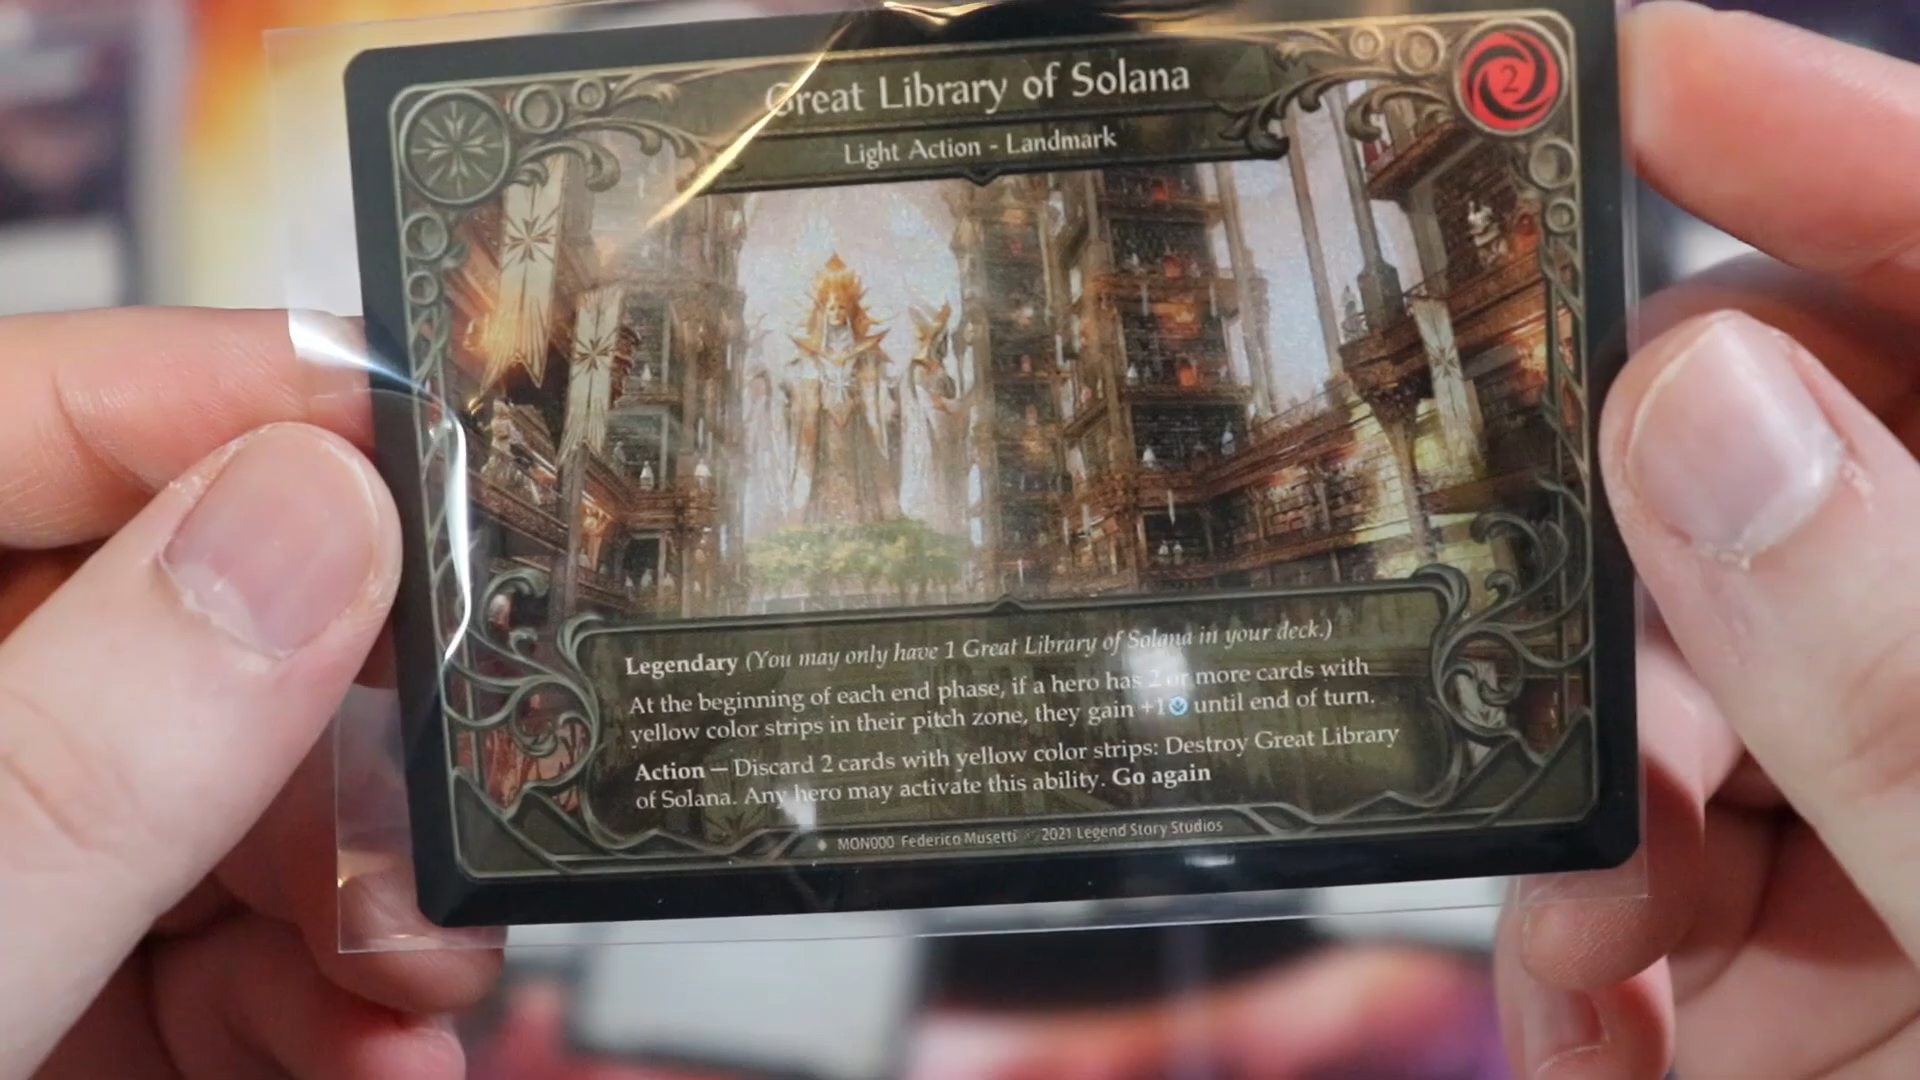 Great Library of Solana
2
Light Action - Landmark
Legendary (You may only have 1 Great Library of Solana in your deck.)
At the beginning of each end phase, if a hero has 2 or more cards with
yellow color strips in their pitch zone, they gain +1 until end of turn.
Action — Discard 2 cards with yellow color strips: Destroy Great Library
of Solana. Any hero may activate this ability. Go again
MON000 Federico Musetti 2021 Legend Story Studios